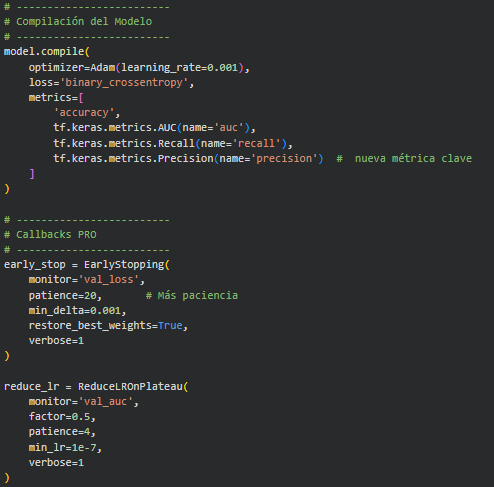 # -------------------------
# Compilación del Modelo
# -------------------------
model.compile(
    optimizer=Adam(learning_rate=0.001),
    loss='binary_crossentropy',
    metrics=[
        'accuracy',
        tf.keras.metrics.AUC(name='auc'),
        tf.keras.metrics.Recall(name='recall'),
        tf.keras.metrics.Precision(name='precision')  #  nueva métrica clave
    ]
)

# -------------------------
# Callbacks PRO
# -------------------------
early_stop = EarlyStopping(
    monitor='val_loss',
    patience=20,       # Más paciencia
    min_delta=0.001,
    restore_best_weights=True,
    verbose=1
)

reduce_lr = ReduceLROnPlateau(
    monitor='val_auc',
    factor=0.5,
    patience=4,
    min_lr=1e-7,
    verbose=1
)